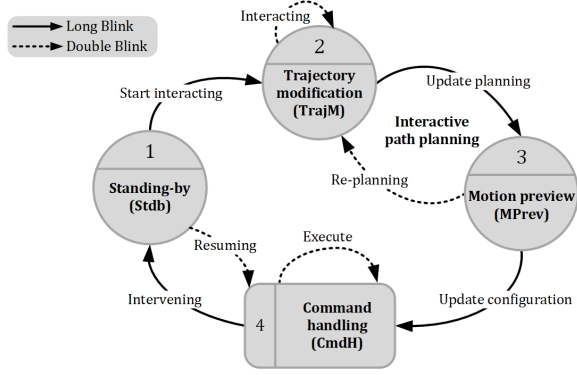 Long Blink
Double Blink
Interacting
2
Trajectory
modification
(TrajM)
Start interacting
Update planning
Interactive
path planning
1
Standing-by
(Stdb)
3
Motion preview
(MPrev)
Re-planning
Resuming
Execute
Intervening
4
Command
handling
(CmdH)
Update configuration